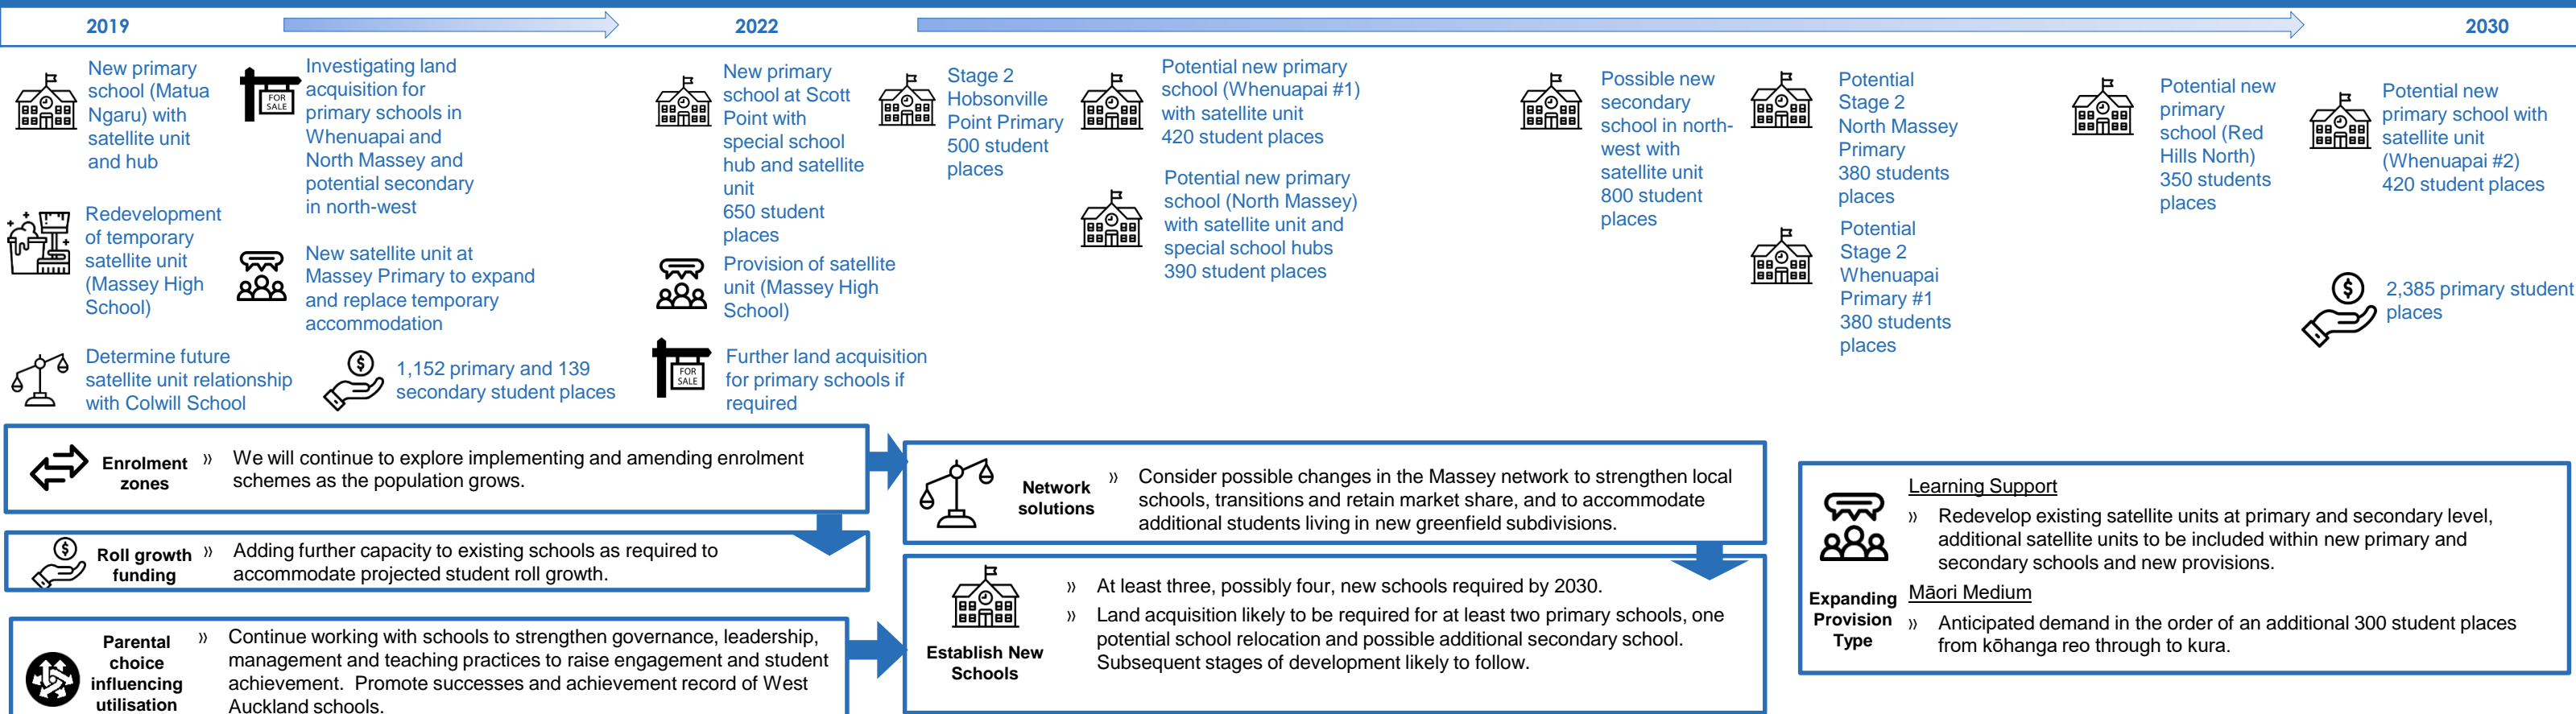 2019
2022
2030
New primary
school (Matua
Ngaru) with
satellite unit
and hub
Redevelopment
of temporary
satellite unit
(Massey High
School)
Determine future
satellite unit relationship
with Colwill School
FOR
SALE
Investigating land
acquisition for
primary schools in
Whenuapai and
North Massey and
potential secondary
in north-west
New satellite unit at
Massey Primary to expand
and replace temporary
accommodation
1,152 primary and 139
secondary student places
New primary
school at Scott
Point with
special school
hub and satellite
unit
650 student
places
Provision of satellite
unit (Massey High
School)
FOR
SALE
Further land acquisition
for primary schools if
required
Stage 2
Hobsonville
Point Primary
500 student
places
Potential new primary
school (Whenuapai #1)
with satellite unit
420 student places
Potential new primary
school (North Massey)
with satellite unit and
special school hubs
390 student places
Possible new
secondary
school in north-
west with
satellite unit
800 student
places
Potential
Stage 2
North Massey
Primary
380 students
places
Potential
Stage 2
Whenuapai
Primary #1
380 students
places
Potential new
primary
school (Red
Hills North)
350 students
places
Potential new
primary school with
satellite unit
(Whenuapai #2)
420 student places
2,385 primary student
places
Enrolment
zones
» We will continue to explore implementing and amending enrolment
schemes as the population grows.
Roll growth
funding
» Adding further capacity to existing schools as required to
accommodate projected student roll growth.
Parental
choice
influencing
utilisation
» Continue working with schools to strengthen governance, leadership,
management and teaching practices to raise engagement and student
achievement. Promote successes and achievement record of West
Auckland schools.
Network
solutions
» Consider possible changes in the Massey network to strengthen local
schools, transitions and retain market share, and to accommodate
additional students living in new greenfield subdivisions.
Establish New
Schools
» At least three, possibly four, new schools required by 2030.
» Land acquisition likely to be required for at least two primary schools, one
potential school relocation and possible additional secondary school.
Subsequent stages of development likely to follow.
Expanding
Provision
Type
Learning Support
» Redevelop existing satellite units at primary and secondary level,
additional satellite units to be included within new primary and
secondary schools and new provisions.
Māori Medium
» Anticipated demand in the order of an additional 300 student places
from kōhanga reo through to kura.